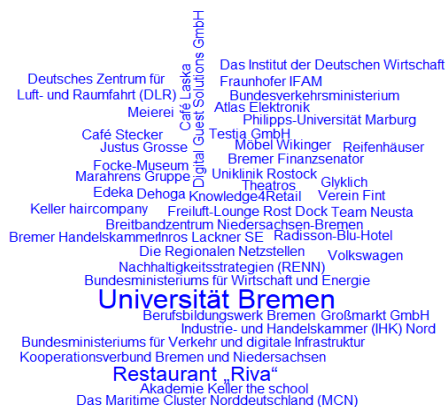 Digital Guest Solutions GmbH
Café Laska
Das Institut der Deutschen Wirtschaft
Deutsches Zentrum für
Luft- und Raumfahrt (DLR)
Fraunhofer IFAM
Bundesverkehrsministerium
Meierei
Atlas Elektronik
Philipps-Universität Marburg
Café Stecker
Testia GmbH
Justus Grosse
Möbel Wikinger
Reifenhäuser
Bremer Finanzsenator
Focke-Museum
Marahrens Gruppe
Uniklinik Rostock
Theatros
Glyklich
Edeka
Dehoga
Knowledge4Retail
Verein Fint
Keller haircompany
Freiluft-Lounge Rost Dock
Team Neusta
Breitbandzentrum Niedersachsen-Bremen
Bremer Handelskammer
Inros Lackner SE
Radisson-Blu-Hotel
Die Regionalen Netzstellen
Nachhaltigkeitsstrategien (RENN)
Volkswagen
Bundesministeriums für Wirtschaft und Energie
Universität Bremen
Berufsbildungswerk Bremen
Großmarkt GmbH
Industrie- und Handelskammer (IHK) Nord
Bundesministeriums für Verkehr und digitale Infrastruktur
Kooperationsverbund Bremen und Niedersachsen
Restaurant „Riva“
Akademie Keller the school
Das Maritime Cluster Norddeutschland (MCN)